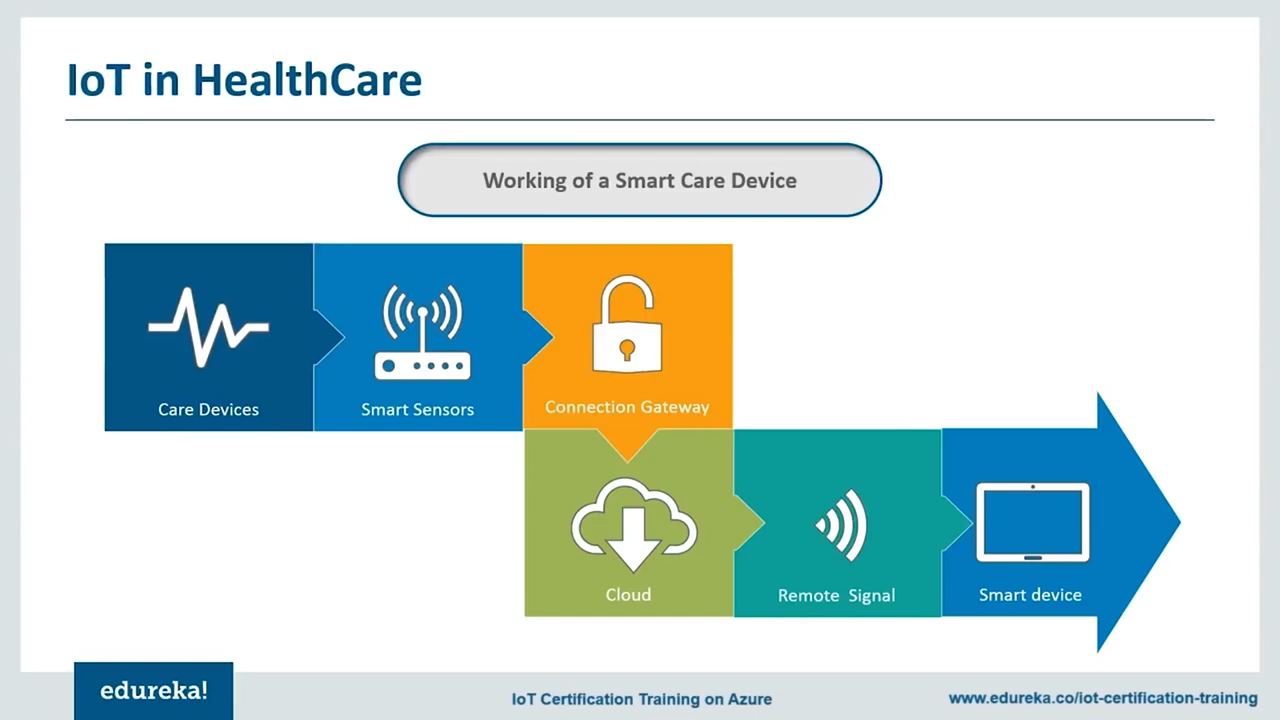 IoT in HealthCare
Working of a Smart Care Device
Care Devices
Smart Sensors
Connection Gateway
Cloud
Remote Signal
Smart device
edureka!
IoT Certification Training on Azure
www.edureka.co/iot-certification-training